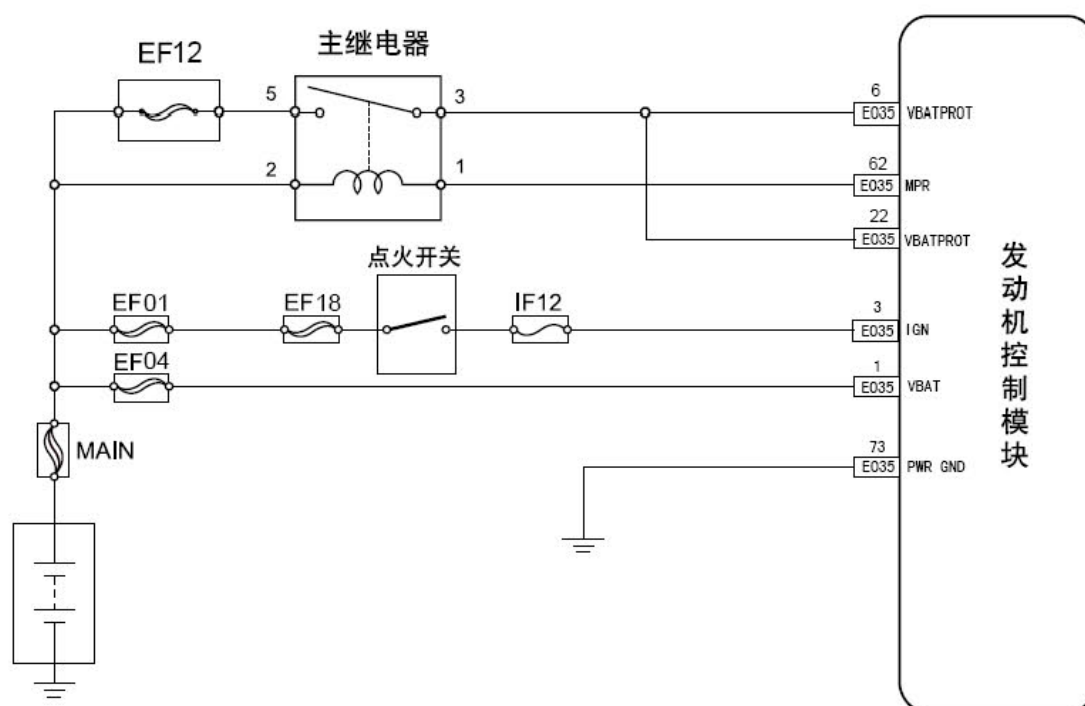 EF12
主继电器
5
3
2
1
6
E035 VBATPROT
62
E035 MPR
22
E035 VBATPROT
点火开关
EF01
EF18
IF12
3
E035 IGN
EF04
1
E035 VBAT
MAIN
73
E035 PWR GND
发动机控制模块